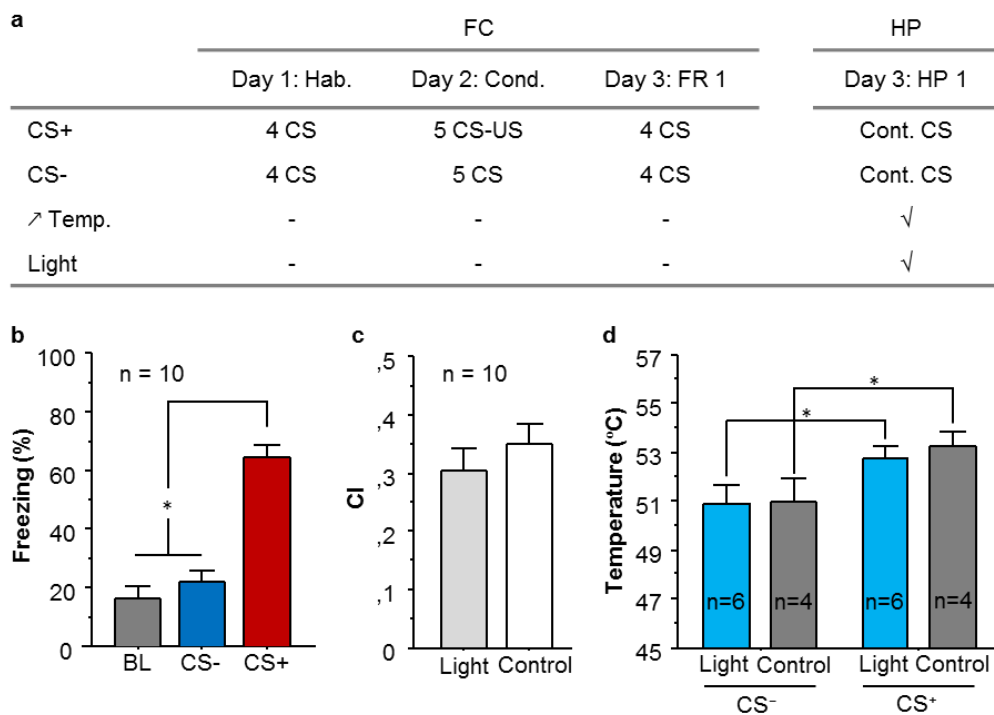 a
FC HP
Day 1: Hab. Day 2: Cond. Day 3: FR 1 Day 3: HP 1
CS+ 4 CS 5 CS-US 4 CS Cont. CS
CS- 4 CS 5 CS 4 CS Cont. CS
↗ Temp. - - - √
Light - - - √
b
Freezing (%)
100
80
60
40
20
0
n = 10
*
BL CS- CS+
c
CI
,5
,4
,3
,2
,1
0
n = 10
Light Control
d
Temperature (°C)
57
55
53
51
49
47
45
*
*
n=6 n=4 n=6 n=4
Light Control Light Control
CS⁻ CS⁺